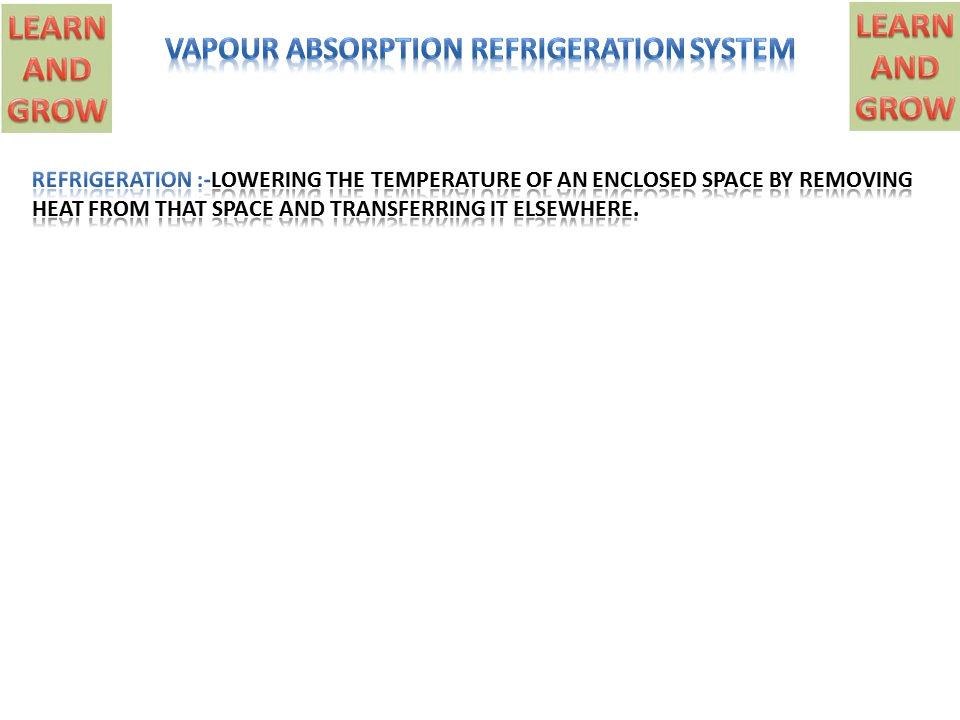 LEARN
AND
GROW
VAPOUR ABSORPTION REFRIGERATION SYSTEM
LEARN
AND
GROW
REFRIGERATION :-LOWERING THE TEMPERATURE OF AN ENCLOSED SPACE BY REMOVING
HEAT FROM THAT SPACE AND TRANSFERRING IT ELSEWHERE.